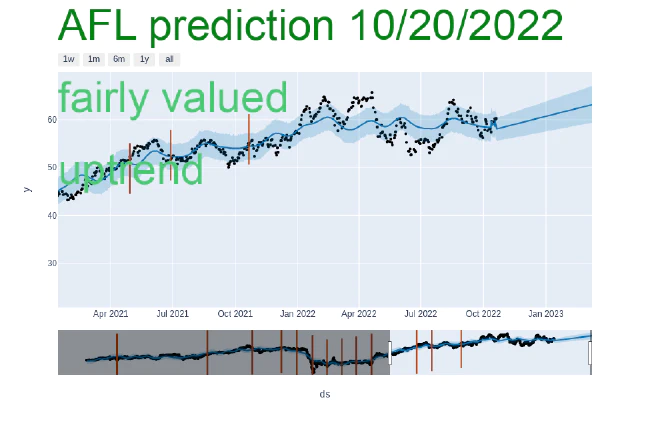 AFL prediction 10/20/2022
1w 1m 6m 1y all
fairly valued
uptrend
60
50
40
30
y
Apr 2021 Jul 2021 Oct 2021 Jan 2022 Apr 2022 Jul 2022 Oct 2022 Jan 2023
ds